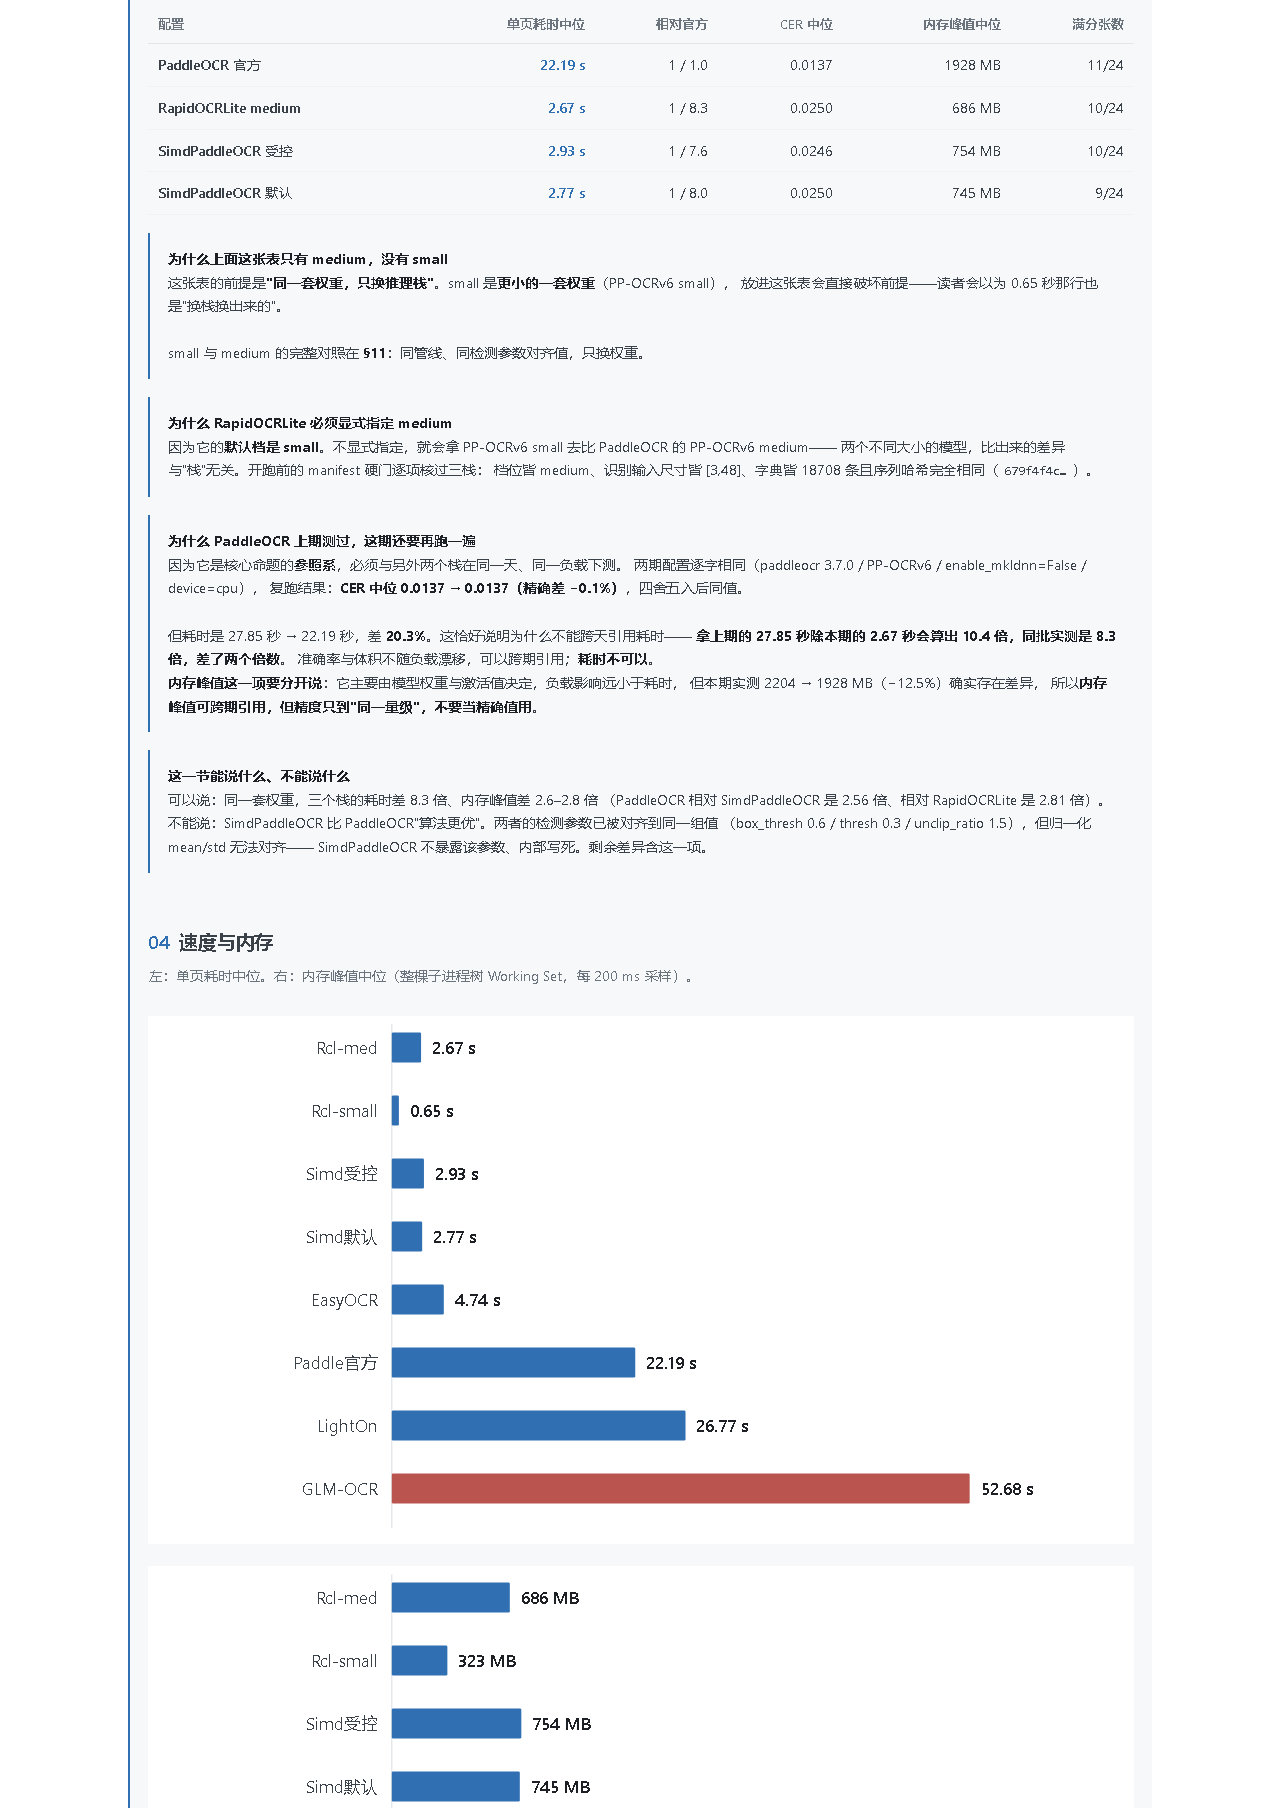 配置 单页耗时中位 相对官方 CER 中位 内存峰值中位 满分张数
PaddleOCR 官方 22.19 s 1 / 1.0 0.0137 1928 MB 11/24
RapidOCRLite medium 2.67 s 1 / 8.3 0.0250 686 MB 10/24
SimdPaddleOCR 受控 2.93 s 1 / 7.6 0.0246 754 MB 10/24
SimdPaddleOCR 默认 2.77 s 1 / 8.0 0.0250 745 MB 9/24
为什么上面这张表只有 medium，没有 small
这张表的前提是"同一套权重，只换推理栈"。small 是更小的一套权重（PP-OCRv6 small）， 放进这张表会直接破坏前提——读者会以为 0.65 秒那行也
是"换栈换出来的"。
small 与 medium 的完整对照在 §11：同管线、同检测参数对齐值，只换权重。
为什么 RapidOCRLite 必须显式指定 medium
因为它的默认档是 small。不显式指定，就会拿 PP-OCRv6 small 去比 PaddleOCR 的 PP-OCRv6 medium—— 两个不同大小的模型，比出来的差异
与"栈"无关。开跑前的 manifest 硬门逐项核过三栈： 档位皆 medium、识别输入尺寸皆 [3,48]、字典皆 18708 条且序列哈希完全相同（ 679f4f4c… ）。
为什么 PaddleOCR 上期测过，这期还要再跑一遍
因为它是核心命题的参照系，必须与另外两个栈在同一天、同一负载下测。 两期配置逐字相同（paddleocr 3.7.0 / PP-OCRv6 / enable_mkldnn=False /
device=cpu）， 复跑结果：CER 中位 0.0137 → 0.0137（精确差 −0.1%），四舍五入后同值。
但耗时是 27.85 秒 → 22.19 秒，差 20.3%。这恰好说明为什么不能跨天引用耗时—— 拿上期的 27.85 秒除本期的 2.67 秒会算出 10.4 倍，同批实测是 8.3
倍，差了两个倍数。 准确率与体积不随负载漂移，可以跨期引用；耗时不可以。
内存峰值这一项要分开说：它主要由模型权重与激活值决定，负载影响远小于耗时， 但本期实测 2204 → 1928 MB（−12.5%）确实存在差异， 所以内存
峰值可跨期引用，但精度只到"同一量级"，不要当精确值用。
这一节能说什么、不能说什么
可以说：同一套权重，三个栈的耗时差 8.3 倍、内存峰值差 2.6–2.8 倍 （PaddleOCR 相对 SimdPaddleOCR 是 2.56 倍、相对 RapidOCRLite 是 2.81 倍）。
不能说：SimdPaddleOCR 比 PaddleOCR"算法更优"。两者的检测参数已被对齐到同一组值 （box_thresh 0.6 / thresh 0.3 / unclip_ratio 1.5），但归一化
mean/std 无法对齐—— SimdPaddleOCR 不暴露该参数、内部写死。剩余差异含这一项。
04 速度与内存
左：单页耗时中位。右：内存峰值中位（整棵子进程树 Working Set，每 200 ms 采样）。
Rcl-med 2.67 s
Rcl-small 0.65 s
Simd受控 2.93 s
Simd默认 2.77 s
EasyOCR 4.74 s
Paddle官方 22.19 s
LightOn 26.77 s
GLM-OCR 52.68 s
Rcl-med 686 MB
Rcl-small 323 MB
Simd受控 754 MB
Simd默认 745 MB